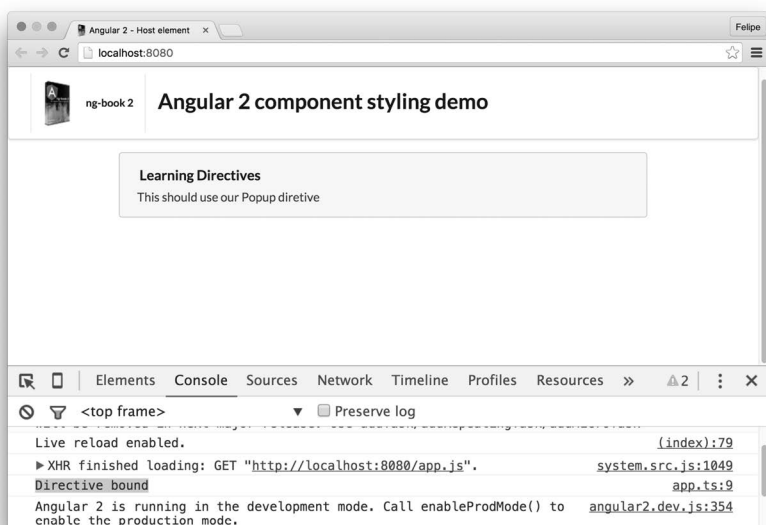 Angular 2 - Host element
Felipe
localhost:8080
A
ng-book 2
Angular 2 component styling demo
Learning Directives
This should use our Popup diretive
Elements Console Sources Network Timeline Profiles Resources » 2
<top frame> Preserve log
Live reload enabled. (index):79
XHR finished loading: GET "http://localhost:8080/app.js". system.src.js:1049
Directive bound app.ts:9
Angular 2 is running in the development mode. Call enableProdMode() to angular2.dev.js:354
enable the production mode.